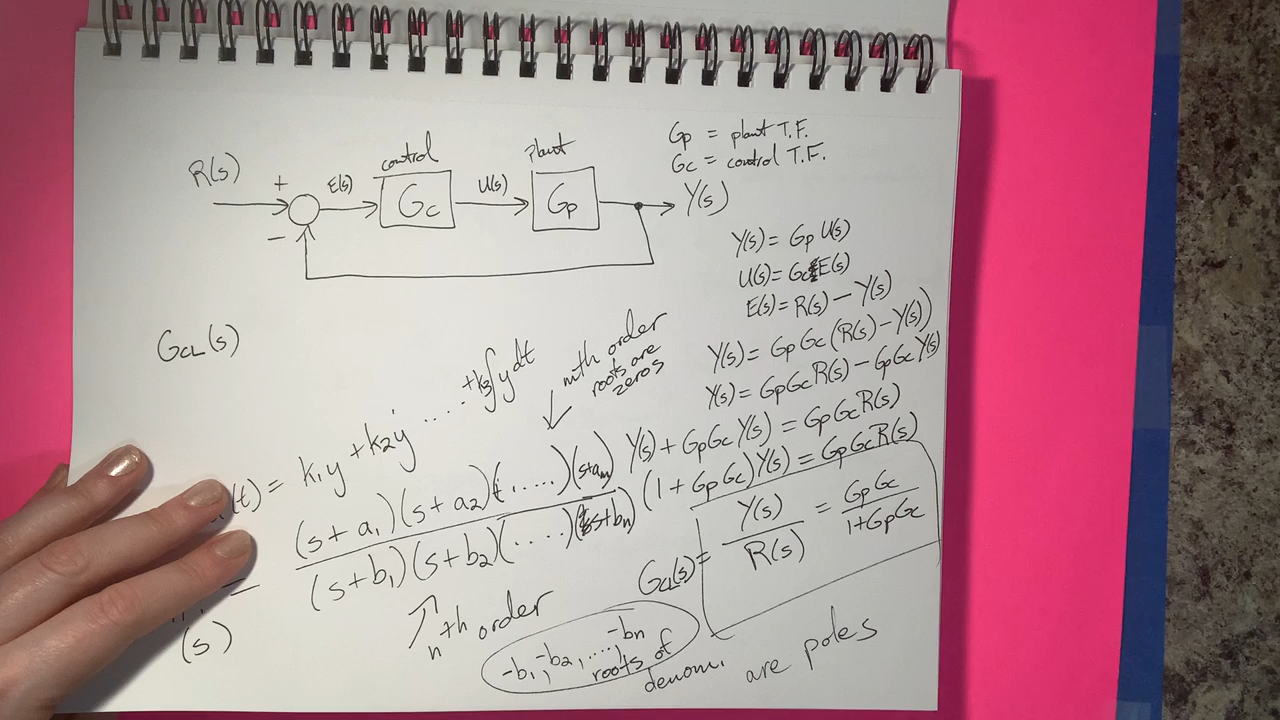 Gp = plant T.F.
Gc = control T.F.
control
plant
R(s)
+
E(s)
Gc
U(s)
Gp
Y(s)
−
Y(s) = Gp U(s)
U(s) = Gc E(s)
E(s) = R(s) − Y(s)
Y(s) = GpGc(R(s) − Y(s))
Y(s) = GpGcR(s) − GpGcY(s)
Y(s) + GpGcY(s) = GpGcR(s)
(1 + GpGc)Y(s) = GpGcR(s)
GCL(s) = Y(s) / R(s) = GpGc / 1+GpGc
GCL(s)
(t) = k1y + k2ẏ ..... + k3∫y dt
mth order
roots are
zeros
(s + a1)(s + a2)(.....)(s+am)
(s + b1)(s + b2)(.....)(s+bn)
nth order
(s)
-b1, -b2, ....., -bn
roots of
denom. are poles